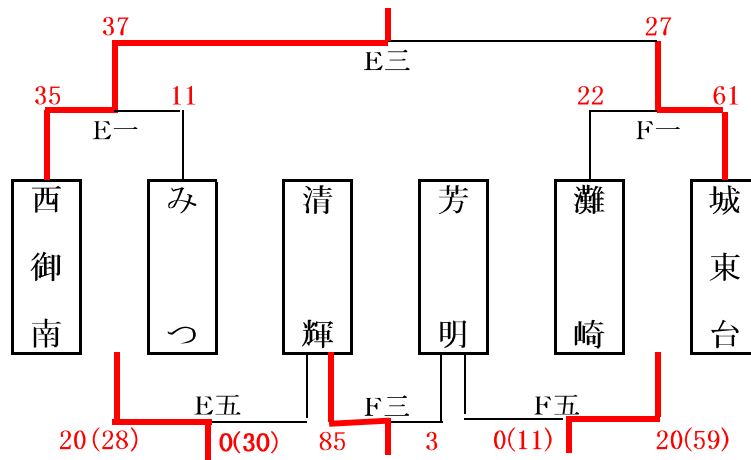 37 27
E三
35 11 22 61
E一 F一
西御南 みつ 清輝 芳明 灘崎 城東台
E五 F三 F五
20(28) 0(30) 85 3 0(11) 20(59)